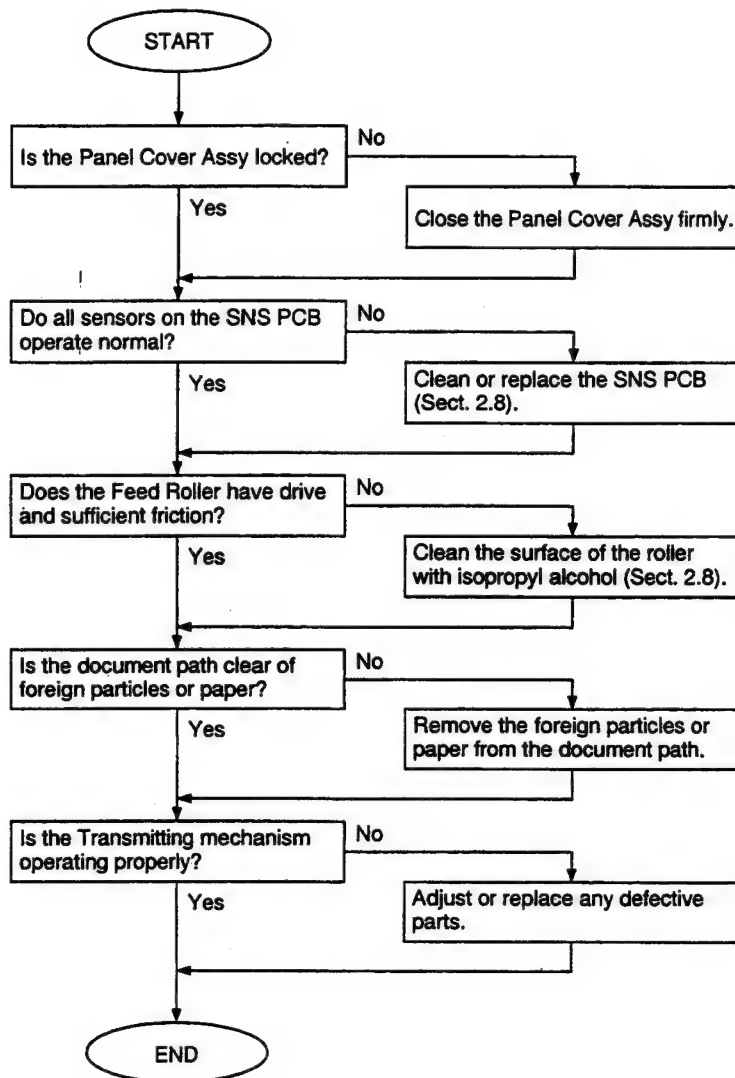 START
Is the Panel Cover Assy locked?
No
Yes
Close the Panel Cover Assy firmly.
Do all sensors on the SNS PCB
operate normal?
No
Yes
Clean or replace the SNS PCB
(Sect. 2.8).
Does the Feed Roller have drive
and sufficient friction?
No
Yes
Clean the surface of the roller
with isopropyl alcohol (Sect. 2.8).
Is the document path clear of
foreign particles or paper?
No
Yes
Remove the foreign particles or
paper from the document path.
Is the Transmitting mechanism
operating properly?
No
Yes
Adjust or replace any defective
parts.
END